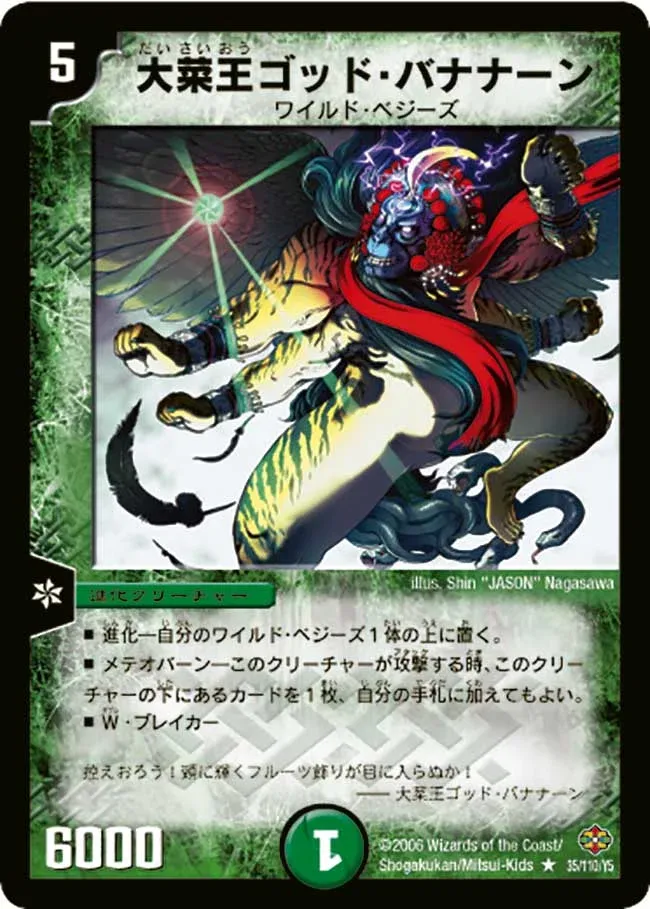 5
だいさいおう
大菜王ゴッド・バナナーン
ワイルド・ベジーズ
illus. Shin "JASON" Nagasawa
進化クリーチャー
■ 進化—自分のワイルド・ベジーズ1体の上に置く。
■ メテオバーン—このクリーチャーが攻撃する時、このクリー
チャーの下にあるカードを1枚、自分の手札に加えてもよい。
■ W・ブレイカー
控えおろう!頭に輝くフルーツ飾りが目に入らぬか!
—— 大菜王ゴッド・バナナーン
6000
1
©2006 Wizards of the Coast/
Shogakukan/Mitsui-Kids ★ 35/110/Y5